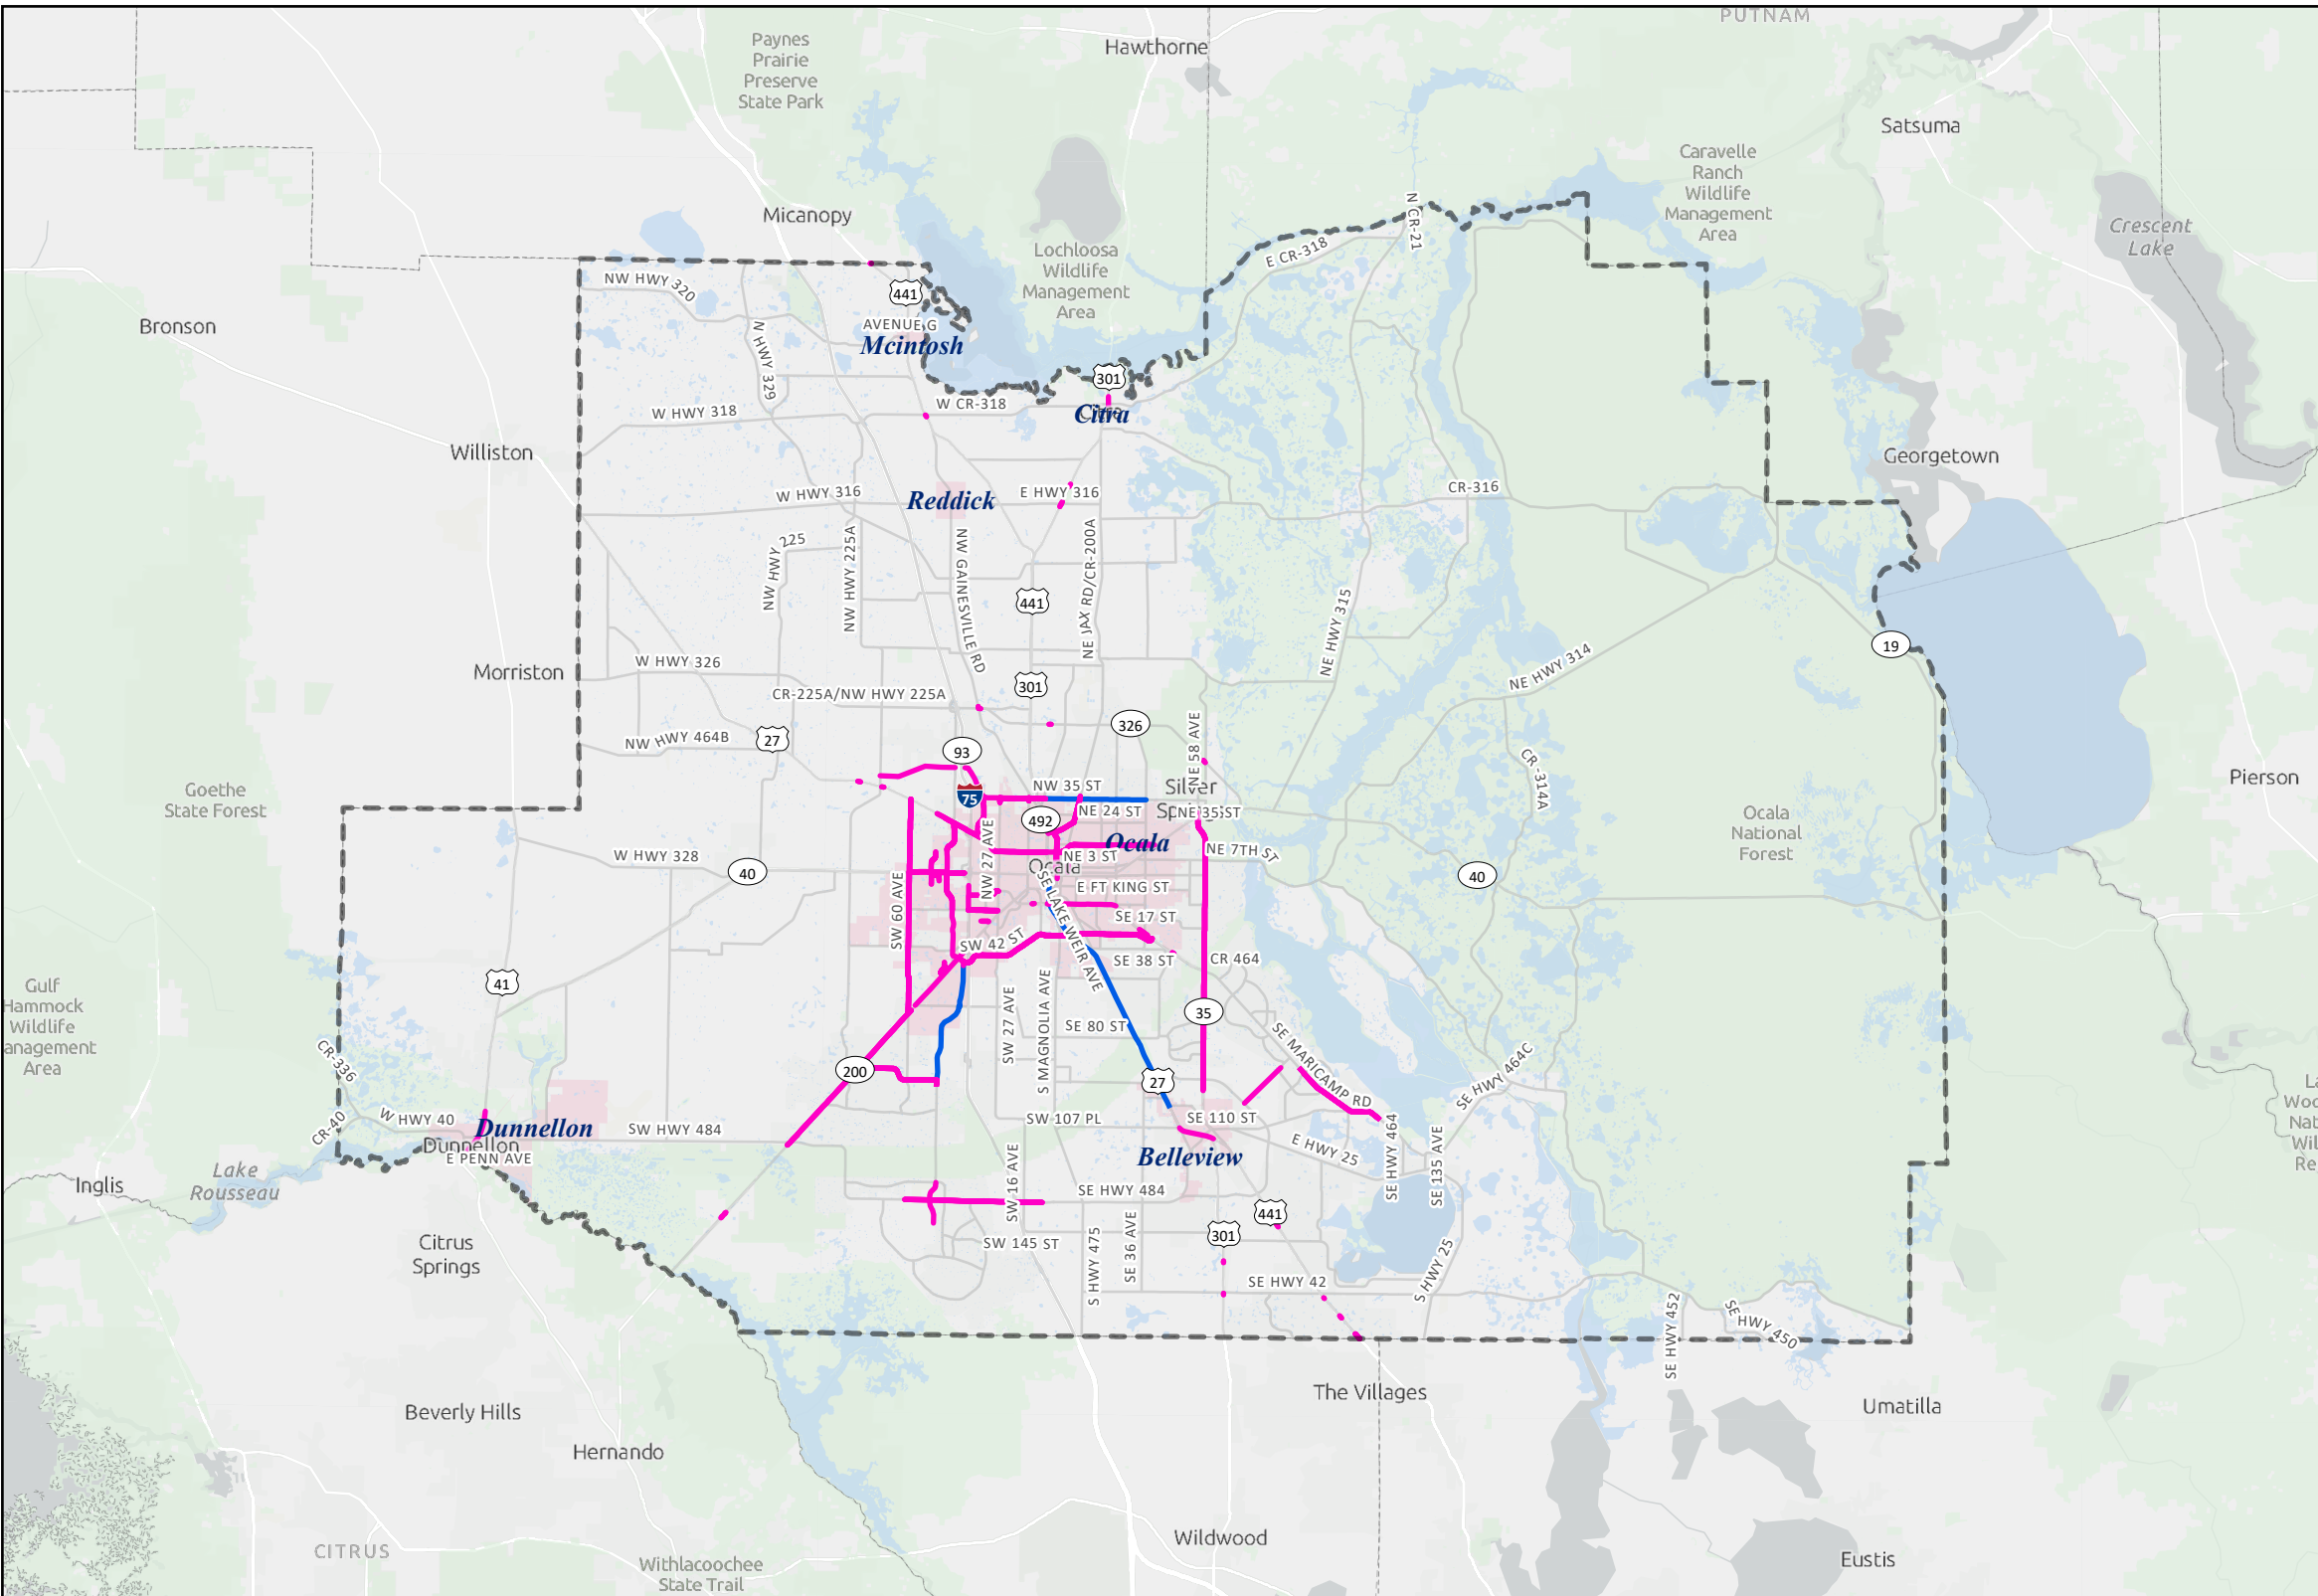 PUTNAM
Paynes
Prairie
Preserve
State Park
Hawthorne
Satsuma
Caravelle
Ranch
Wildlife
Management
Area
Micanopy
Crescent
Lake
Lochloosa
Wildlife
Management
Area
N CR-21
E CR-318
NW HWY 320
441
Bronson
AVENUE G
Mcintosh
N HWY 329
301
W CR-318
W HWY 318
Citra
Williston
Georgetown
CR-316
W HWY 316
Reddick
E HWY 316
NW HWY 225
NW HWY 225A
NW GAINESVILLE RD
NE JAX RD/CR-200A
441
NE HWY 315
19
W HWY 326
Morriston
NE HWY 314
CR-225A/NW HWY 225A
301
326
NE 58 AVE
NW HWY 464B
27
93
CR-314A
Pierson
Goethe
State Forest
75
NW 35 ST
Silver
NE 24 ST
NE 35 ST
492
Ocala
National
Forest
NW 27 AVE
Ocala
NE 7TH ST
W HWY 328
NE 3 ST
Ocala
40
40
E FT KING ST
SW 60 AVE
SE LAKE WEIR AVE
SE 17 ST
SW 42 ST
SE 38 ST
CR 464
41
Gulf
Hammock
Wildlife
anagement
Area
35
SW 27 AVE
S MAGNOLIA AVE
SE 80 ST
SE MARICAMP RD
CR-336
200
27
SE HWY 464C
CR-40
W HWY 40
Dunnellon
Dunnellon
E PENN AVE
SW HWY 484
SW 107 PL
SE 110 ST
E HWY 25
SE HWY 464
SE 135 AVE
Belleview
Lake
Rousseau
Inglis
SW 16 AVE
SE HWY 484
441
301
Citrus
Springs
SW 145 ST
S HWY 475
SE 36 AVE
S HWY 25
SE HWY 42
SE HWY 452
SE HWY 450
The Villages
Umatilla
Beverly Hills
Hernando
Wildwood
CITRUS
Withlacoochee
State Trail
Eustis